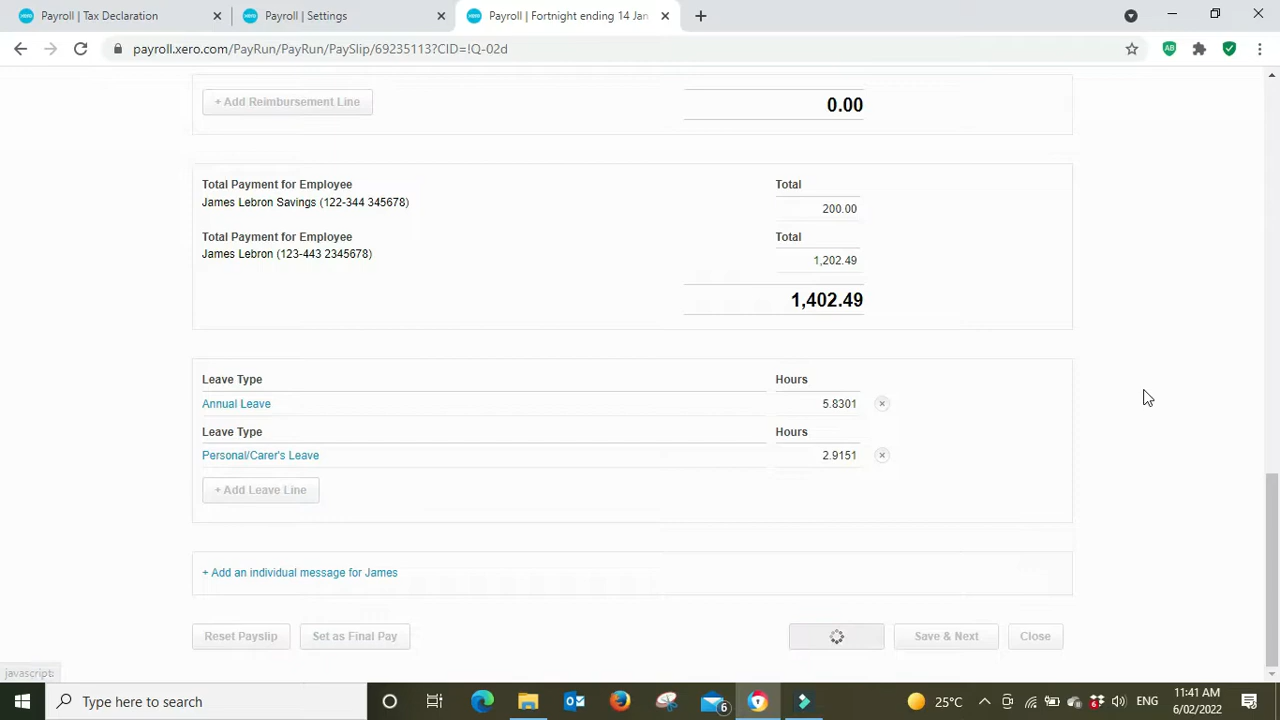 Payroll | Tax Declaration
Payroll | Settings
Payroll | Fortnight ending 14 Jan
payroll.xero.com/PayRun/PayRun/PaySlip/69235113?CID=!Q-02d
+ Add Reimbursement Line
0.00
Total Payment for Employee
Total
James Lebron Savings (122-344 345678)
200.00
Total Payment for Employee
Total
James Lebron (123-443 2345678)
1,202.49
1,402.49
Leave Type
Hours
Annual Leave
5.8301
Leave Type
Hours
Personal/Carer's Leave
2.9151
+ Add Leave Line
+ Add an individual message for James
Reset Payslip
Set as Final Pay
Save & Next
Close
javascript:
Type here to search
6
25°C
ENG
11:41 AM
6/02/2022